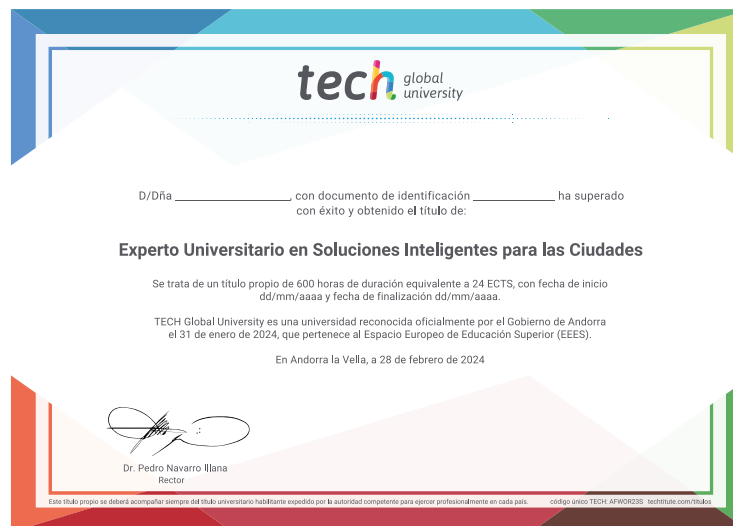 tech global university
D/Dña ______________, con documento de identificación ______________ ha superado
con éxito y obtenido el título de:
Experto Universitario en Soluciones Inteligentes para las Ciudades
Se trata de un título propio de 600 horas de duración equivalente a 24 ECTS, con fecha de inicio
dd/mm/aaaa y fecha de finalización dd/mm/aaaa.
TECH Global University es una universidad reconocida oficialmente por el Gobierno de Andorra
el 31 de enero de 2024, que pertenece al Espacio Europeo de Educación Superior (EEES).
En Andorra la Vella, a 28 de febrero de 2024
Dr. Pedro Navarro Illana
Rector
Este título propio se deberá acompañar siempre del título universitario habilitante expedido por la autoridad competente para ejercer profesionalmente en cada país. código único TECH: AFWOR23S techtitute.com/titulos